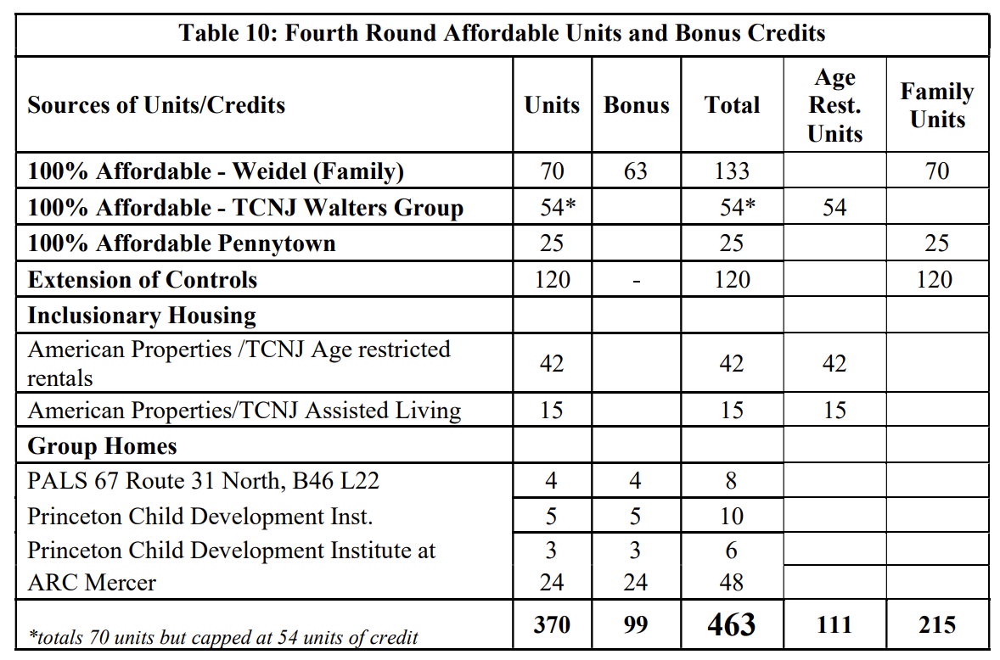 Table 10: Fourth Round Affordable Units and Bonus Credits
Sources of Units/Credits Units Bonus Total Age Rest. Units Family Units
100% Affordable - Weidel (Family) 70 63 133 70
100% Affordable - TCNJ Walters Group 54* 54* 54
100% Affordable Pennytown 25 25 25
Extension of Controls 120 - 120 120
Inclusionary Housing
American Properties /TCNJ Age restricted
rentals 42 42 42
American Properties/TCNJ Assisted Living 15 15 15
Group Homes
PALS 67 Route 31 North, B46 L22 4 4 8
Princeton Child Development Inst. 5 5 10
Princeton Child Development Institute at 3 3 6
ARC Mercer 24 24 48
*totals 70 units but capped at 54 units of credit 370 99 463 111 215